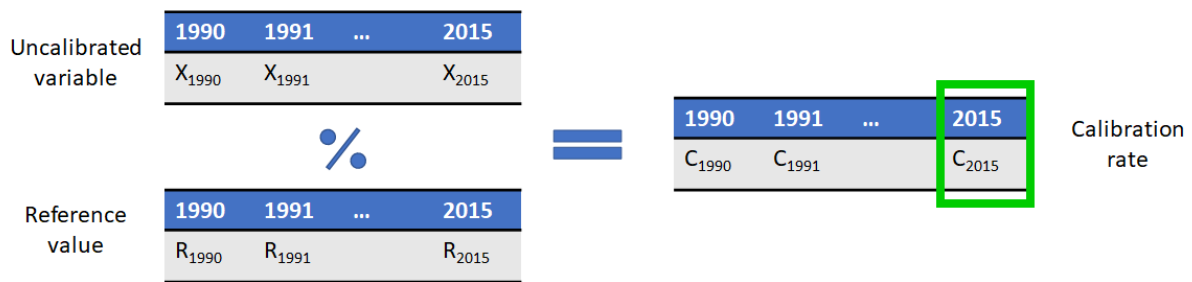 Uncalibrated
variable
1990 1991 ... 2015
X1990 X1991 X2015
%
Reference
value
1990 1991 ... 2015
R1990 R1991 R2015
=
1990 1991 ... 2015
C1990 C1991 C2015
Calibration
rate